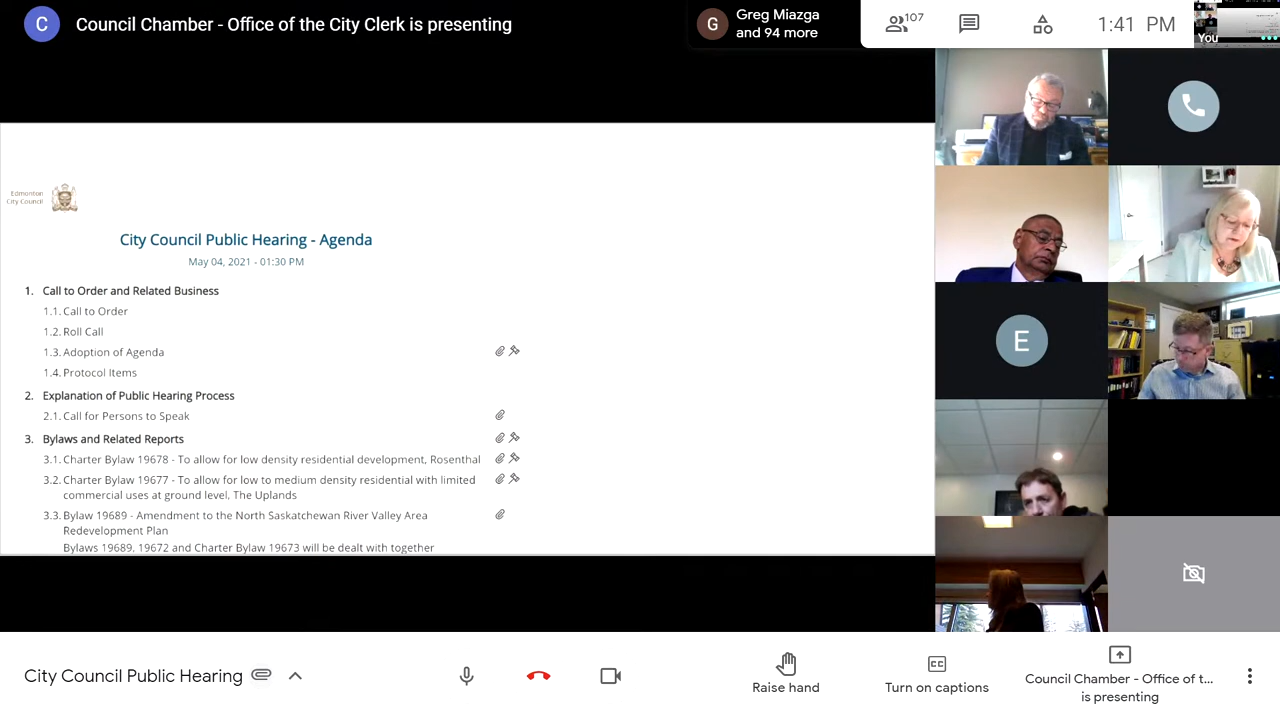 C
Council Chamber - Office of the City Clerk is presenting
G
Greg Miazga
and 94 more
107
1:41 PM
You
Edmonton
City Council
City Council Public Hearing - Agenda
May 04, 2021 - 01:30 PM
1. Call to Order and Related Business
1.1. Call to Order
1.2. Roll Call
1.3. Adoption of Agenda
1.4. Protocol Items
2. Explanation of Public Hearing Process
2.1. Call for Persons to Speak
3. Bylaws and Related Reports
3.1. Charter Bylaw 19678 - To allow for low density residential development, Rosenthal
3.2. Charter Bylaw 19677 - To allow for low to medium density residential with limited
commercial uses at ground level, The Uplands
3.3. Bylaw 19689 - Amendment to the North Saskatchewan River Valley Area
Redevelopment Plan
Bylaws 19689, 19672 and Charter Bylaw 19673 will be dealt with together
E
City Council Public Hearing
Raise hand
CC
Turn on captions
Council Chamber - Office of t...
is presenting